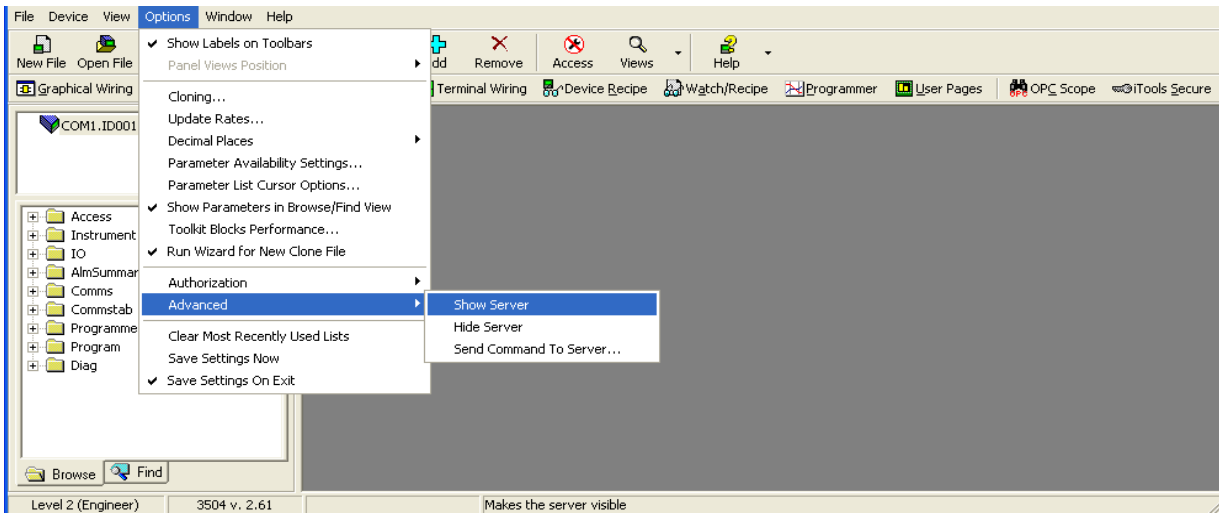 File Device View Options Window Help
New File Open File Remove Access Views Help
Graphical Wiring Terminal Wiring Device Recipe Watch/Recipe Programmer User Pages OPC Scope iTools Secure
COM1.ID001
Show Labels on Toolbars
Panel Views Position
Cloning...
Update Rates...
Decimal Places
Parameter Availability Settings...
Parameter List Cursor Options...
Show Parameters in Browse/Find View
Toolkit Blocks Performance...
Run Wizard for New Clone File
Authorization
Advanced
Clear Most Recently Used Lists
Save Settings Now
Save Settings On Exit
Show Server
Hide Server
Send Command To Server...
Access
Instrument
IO
AlmSummar
Comms
Commstab
Programme
Program
Diag
Browse Find
Level 2 (Engineer) 3504 v. 2.61 Makes the server visible